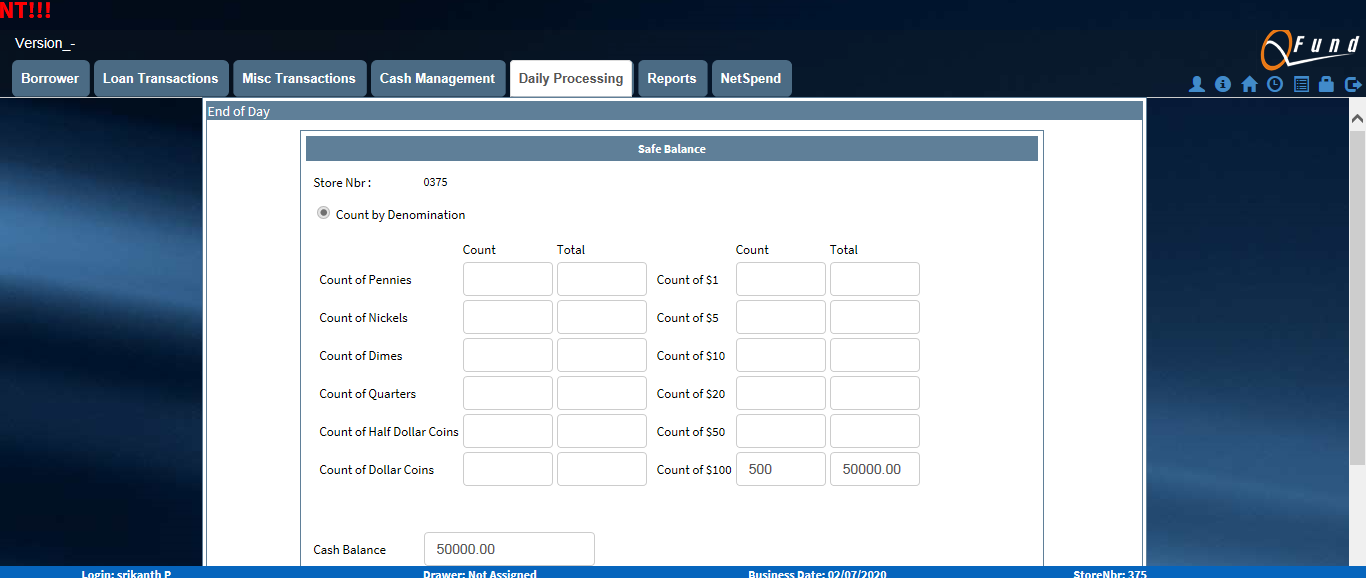 NT!!!
Version_-
QFund
Borrower Loan Transactions Misc Transactions Cash Management Daily Processing Reports NetSpend
End of Day
Safe Balance
Store Nbr : 0375
Count by Denomination
Count Total Count Total
Count of Pennies Count of $1
Count of Nickels Count of $5
Count of Dimes Count of $10
Count of Quarters Count of $20
Count of Half Dollar Coins Count of $50
Count of Dollar Coins Count of $100 500 50000.00
Cash Balance 50000.00
Login: srikanth P Drawer: Not Assigned Business Date: 02/07/2020 StoreNbr: 375